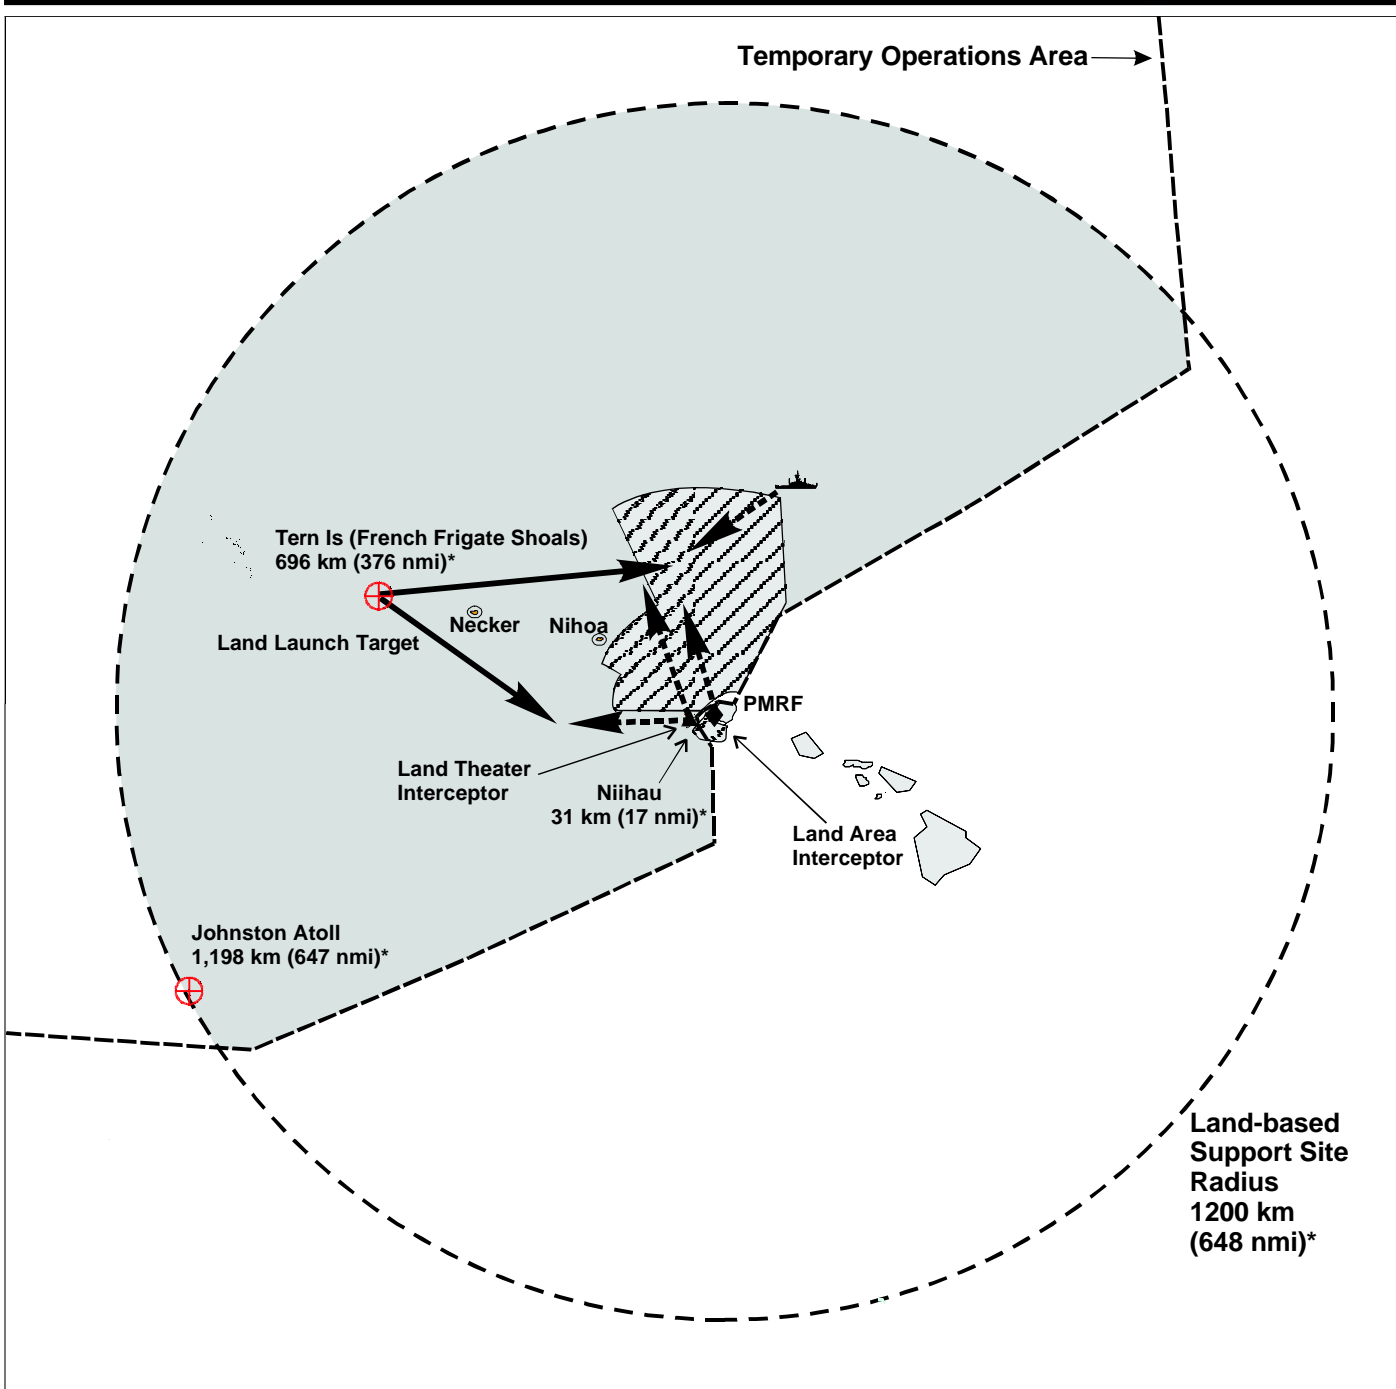 Temporary Operations Area
Tern Is (French Frigate Shoals)
696 km (376 nmi)*
Necker
Nihoa
Land Launch Target
PMRF
Land Theater
Interceptor
Niihau
31 km (17 nmi)*
Land Area
Interceptor
Johnston Atoll
1,198 km (647 nmi)*
Land-based
Support Site
Radius
1200 km
(648 nmi)*